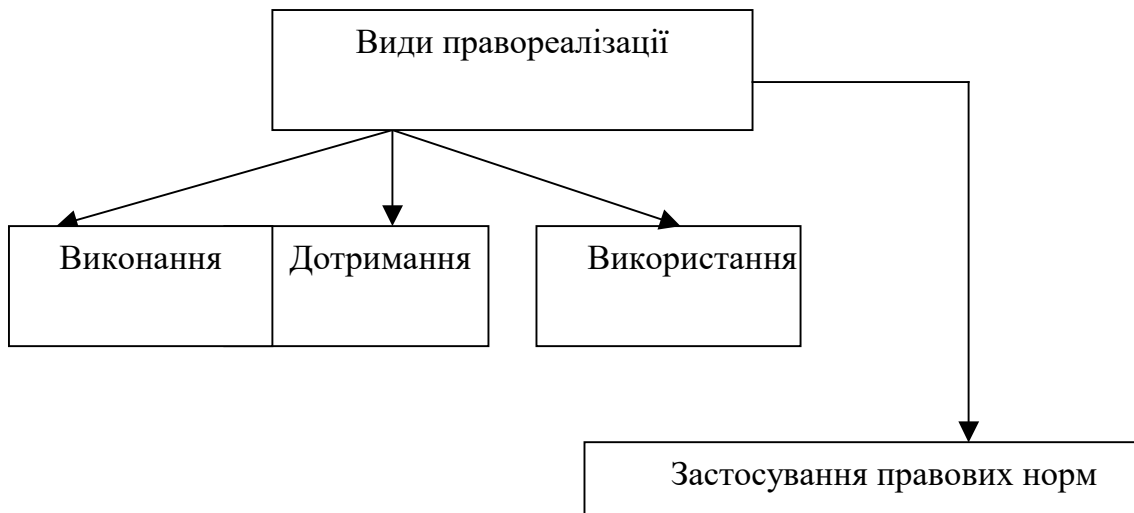 Види правореалізації
Виконання
Дотримання
Використання
Застосування правових норм